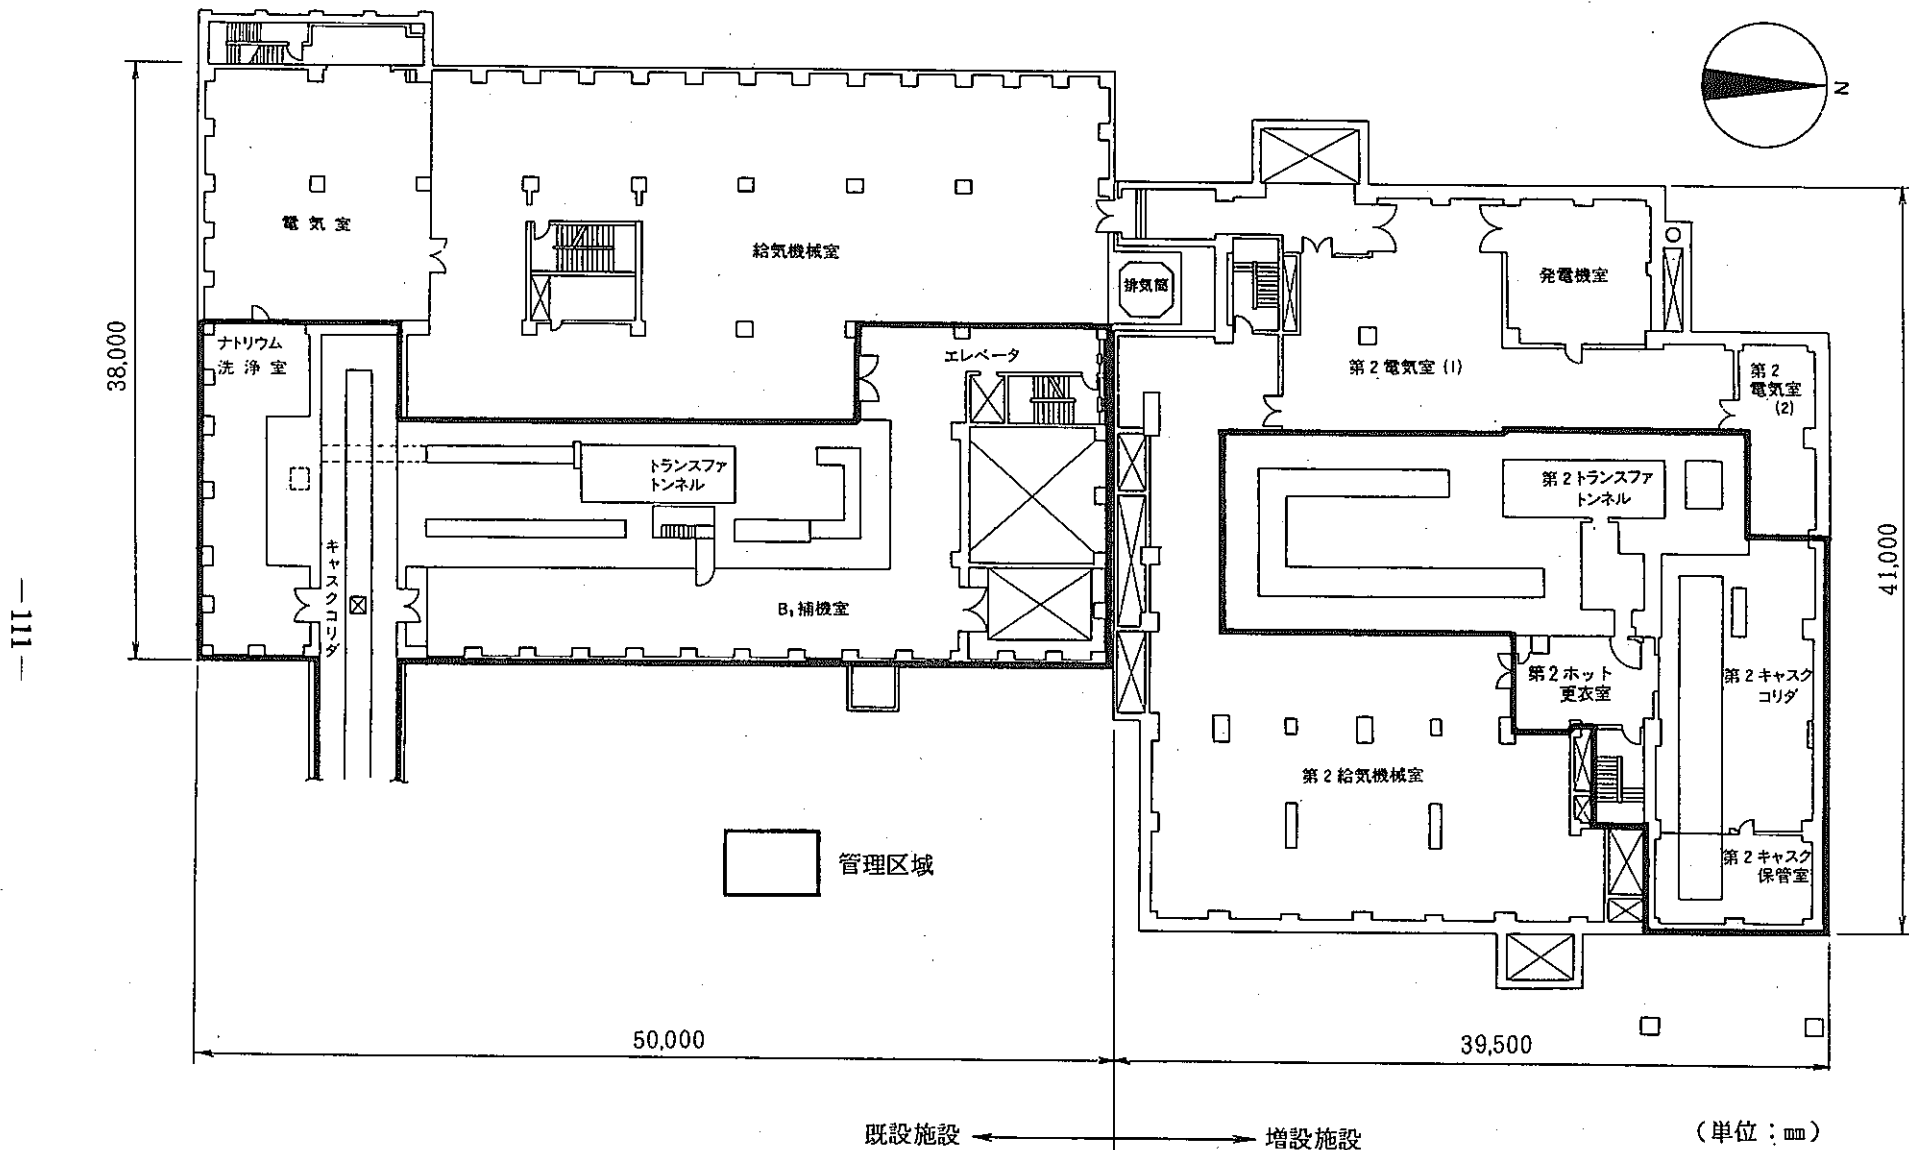 N
電気室
給気機械室
排気筒
発電機室
38,000
ナトリウム
洗浄室
エレベータ
第2電気室(1)
第2
電気室
(2)
トランスファ
トンネル
第2トランスファ
トンネル
キャスクコリダ
B₁補機室
41,000
第2ホット
更衣室
第2キャスク
コリダ
第2給気機械室
管理区域
第2キャスク
保管室
50,000
39,500
既設施設
増設施設
(単位:mm)
—111—